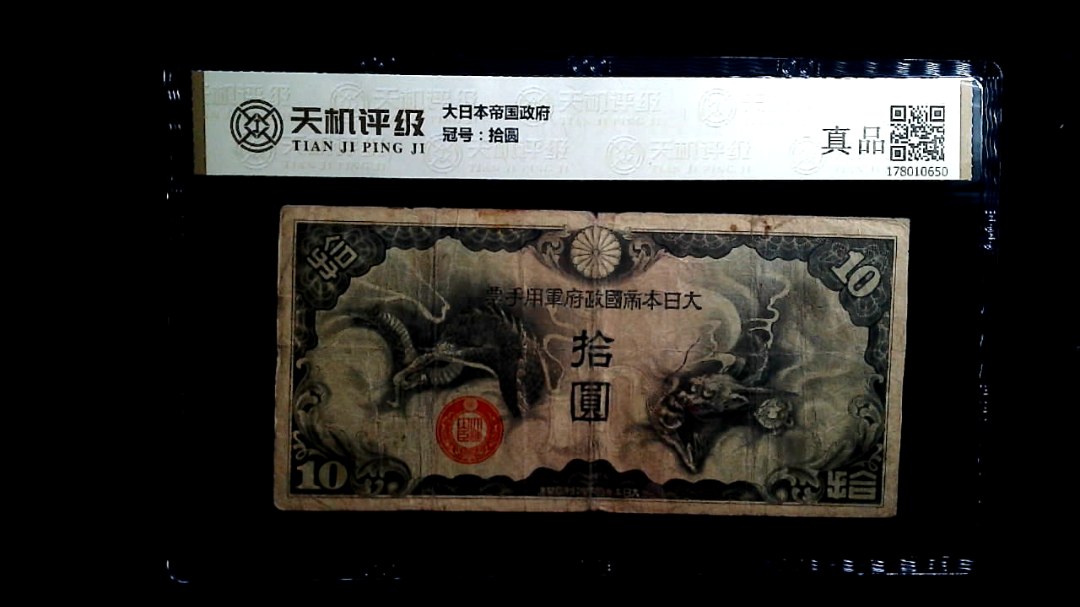 天机评级
TIAN JI PING JI
大日本帝国政府
冠号：拾圆
真品
178010650
拾
10
大日本帝國政府軍用手票
拾
圓
10
拾